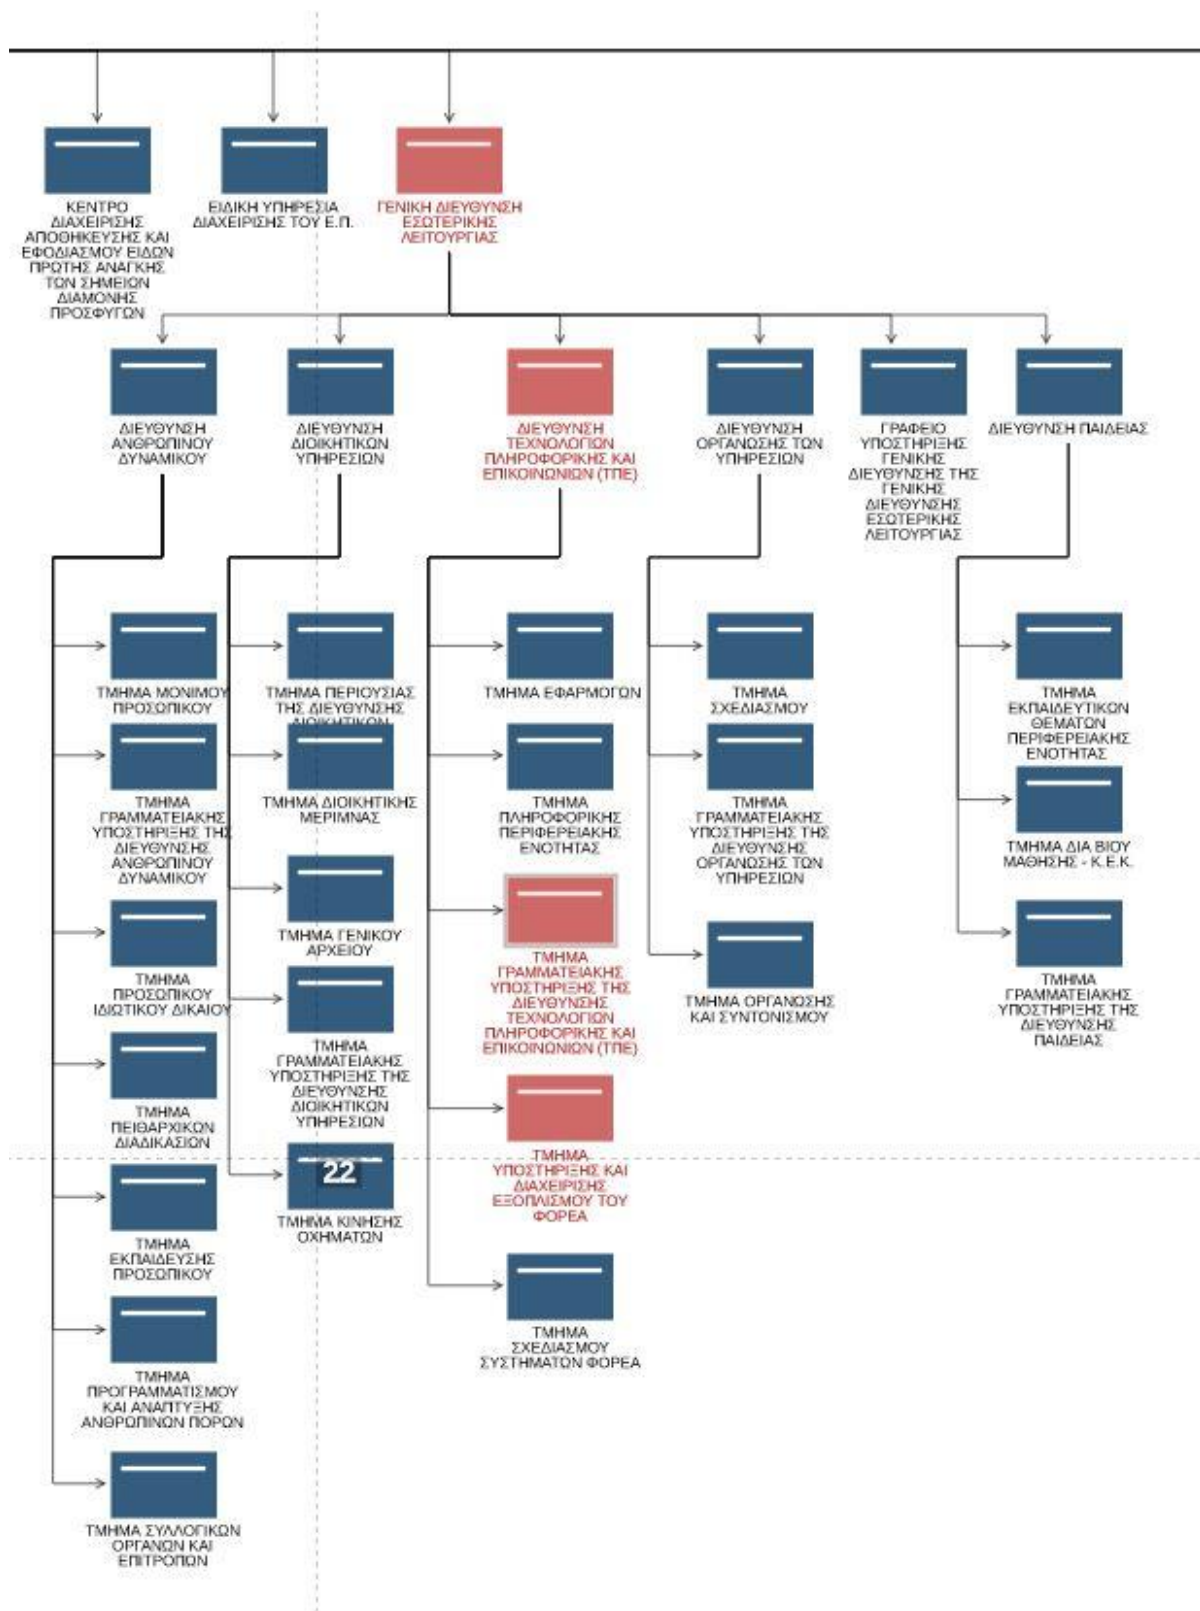 ΚΕΝΤΡΟ
ΔΙΑΧΕΙΡΙΣΗΣ
ΑΠΟΘΗΚΕΥΣΗΣ ΚΑΙ
ΕΦΟΔΙΑΣΜΟΥ ΕΙΔΩΝ
ΠΡΩΤΗΣ ΑΝΑΓΚΗΣ
ΤΩΝ ΣΗΜΕΙΩΝ
ΔΙΑΜΟΝΗΣ
ΠΡΟΣΦΥΓΩΝ
ΕΙΔΙΚΗ ΥΠΗΡΕΣΙΑ
ΔΙΑΧΕΙΡΙΣΗΣ ΤΟΥ Ε.Π.
ΓΕΝΙΚΗ ΔΙΕΥΘΥΝΣΗ
ΕΣΩΤΕΡΙΚΗΣ
ΛΕΙΤΟΥΡΓΙΑΣ
ΔΙΕΥΘΥΝΣΗ
ΑΝΘΡΩΠΙΝΟΥ
ΔΥΝΑΜΙΚΟΥ
ΔΙΕΥΘΥΝΣΗ
ΔΙΟΙΚΗΤΙΚΩΝ
ΥΠΗΡΕΣΙΩΝ
ΔΙΕΥΘΥΝΣΗ
ΤΕΧΝΟΛΟΓΙΩΝ
ΠΛΗΡΟΦΟΡΙΚΗΣ ΚΑΙ
ΕΠΙΚΟΙΝΩΝΙΩΝ (ΤΠΕ)
ΔΙΕΥΘΥΝΣΗ
ΟΡΓΑΝΩΣΗΣ ΤΩΝ
ΥΠΗΡΕΣΙΩΝ
ΓΡΑΦΕΙΟ
ΥΠΟΣΤΗΡΙΞΗΣ
ΓΕΝΙΚΗΣ
ΔΙΕΥΘΥΝΣΗΣ ΤΗΣ
ΓΕΝΙΚΗΣ
ΔΙΕΥΘΥΝΣΗΣ
ΕΣΩΤΕΡΙΚΗΣ
ΛΕΙΤΟΥΡΓΙΑΣ
ΔΙΕΥΘΥΝΣΗ ΠΑΙΔΕΙΑΣ
ΤΜΗΜΑ ΜΟΝΙΜΟΥ
ΠΡΟΣΩΠΙΚΟΥ
ΤΜΗΜΑ
ΓΡΑΜΜΑΤΕΙΑΚΗΣ
ΥΠΟΣΤΗΡΙΞΗΣ ΤΗΣ
ΔΙΕΥΘΥΝΣΗΣ
ΑΝΘΡΩΠΙΝΟΥ
ΔΥΝΑΜΙΚΟΥ
ΤΜΗΜΑ
ΠΡΟΣΩΠΙΚΟΥ
ΙΔΙΩΤΙΚΟΥ ΔΙΚΑΙΟΥ
ΤΜΗΜΑ
ΠΕΙΘΑΡΧΙΚΩΝ
ΔΙΑΔΙΚΑΣΙΩΝ
ΤΜΗΜΑ
ΕΚΠΑΙΔΕΥΣΗΣ
ΠΡΟΣΩΠΙΚΟΥ
ΤΜΗΜΑ
ΠΡΟΓΡΑΜΜΑΤΙΣΜΟΥ
ΚΑΙ ΑΝΑΠΤΥΞΗΣ
ΑΝΘΡΩΠΙΝΩΝ ΠΟΡΩΝ
ΤΜΗΜΑ ΣΥΛΛΟΓΙΚΩΝ
ΟΡΓΑΝΩΝ ΚΑΙ
ΕΠΙΤΡΟΠΩΝ
ΤΜΗΜΑ ΠΕΡΙΟΥΣΙΑΣ
ΤΗΣ ΔΙΕΥΘΥΝΣΗΣ
ΔΙΟΙΚΗΤΙΚΩΝ
ΤΜΗΜΑ ΔΙΟΙΚΗΤΙΚΗΣ
ΜΕΡΙΜΝΑΣ
ΤΜΗΜΑ ΓΕΝΙΚΟΥ
ΑΡΧΕΙΟΥ
ΤΜΗΜΑ
ΓΡΑΜΜΑΤΕΙΑΚΗΣ
ΥΠΟΣΤΗΡΙΞΗΣ ΤΗΣ
ΔΙΕΥΘΥΝΣΗΣ
ΔΙΟΙΚΗΤΙΚΩΝ
ΥΠΗΡΕΣΙΩΝ
22
ΤΜΗΜΑ ΚΙΝΗΣΗΣ
ΟΧΗΜΑΤΩΝ
ΤΜΗΜΑ ΕΦΑΡΜΟΓΩΝ
ΤΜΗΜΑ
ΠΛΗΡΟΦΟΡΙΚΗΣ
ΠΕΡΙΦΕΡΕΙΑΚΗΣ
ΕΝΟΤΗΤΑΣ
ΤΜΗΜΑ
ΓΡΑΜΜΑΤΕΙΑΚΗΣ
ΥΠΟΣΤΗΡΙΞΗΣ ΤΗΣ
ΔΙΕΥΘΥΝΣΗΣ
ΤΕΧΝΟΛΟΓΙΩΝ
ΠΛΗΡΟΦΟΡΙΚΗΣ ΚΑΙ
ΕΠΙΚΟΙΝΩΝΙΩΝ (ΤΠΕ)
ΤΜΗΜΑ
ΥΠΟΣΤΗΡΙΞΗΣ ΚΑΙ
ΔΙΑΧΕΙΡΙΣΗΣ
ΕΞΟΠΛΙΣΜΟΥ ΤΟΥ
ΦΟΡΕΑ
ΤΜΗΜΑ
ΣΧΕΔΙΑΣΜΟΥ
ΣΥΣΤΗΜΑΤΩΝ ΦΟΡΕΑ
ΤΜΗΜΑ
ΣΧΕΔΙΑΣΜΟΥ
ΤΜΗΜΑ
ΓΡΑΜΜΑΤΕΙΑΚΗΣ
ΥΠΟΣΤΗΡΙΞΗΣ ΤΗΣ
ΔΙΕΥΘΥΝΣΗΣ
ΟΡΓΑΝΩΣΗΣ ΤΩΝ
ΥΠΗΡΕΣΙΩΝ
ΤΜΗΜΑ ΟΡΓΑΝΩΣΗΣ
ΚΑΙ ΣΥΝΤΟΝΙΣΜΟΥ
ΤΜΗΜΑ
ΕΚΠΑΙΔΕΥΤΙΚΩΝ
ΘΕΜΑΤΩΝ
ΠΕΡΙΦΕΡΕΙΑΚΗΣ
ΕΝΟΤΗΤΑΣ
ΤΜΗΜΑ ΔΙΑ ΒΙΟΥ
ΜΑΘΗΣΗΣ - Κ.Ε.Κ.
ΤΜΗΜΑ
ΓΡΑΜΜΑΤΕΙΑΚΗΣ
ΥΠΟΣΤΗΡΙΞΗΣ ΤΗΣ
ΔΙΕΥΘΥΝΣΗΣ
ΠΑΙΔΕΙΑΣ